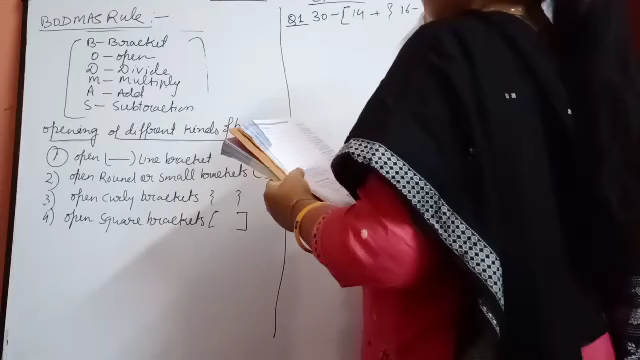 BODMAS Rule:-
B- Bracket
O - open
D - Divide
M - Multiply
A - Add
S - Subtraction
opening of different kinds of
① open (—) Line bracket
2) open Round or small brackets (
3) open Curly brackets { }
4) open Square brackets [ ]
Q1 30 - [ 14 + { 16 -